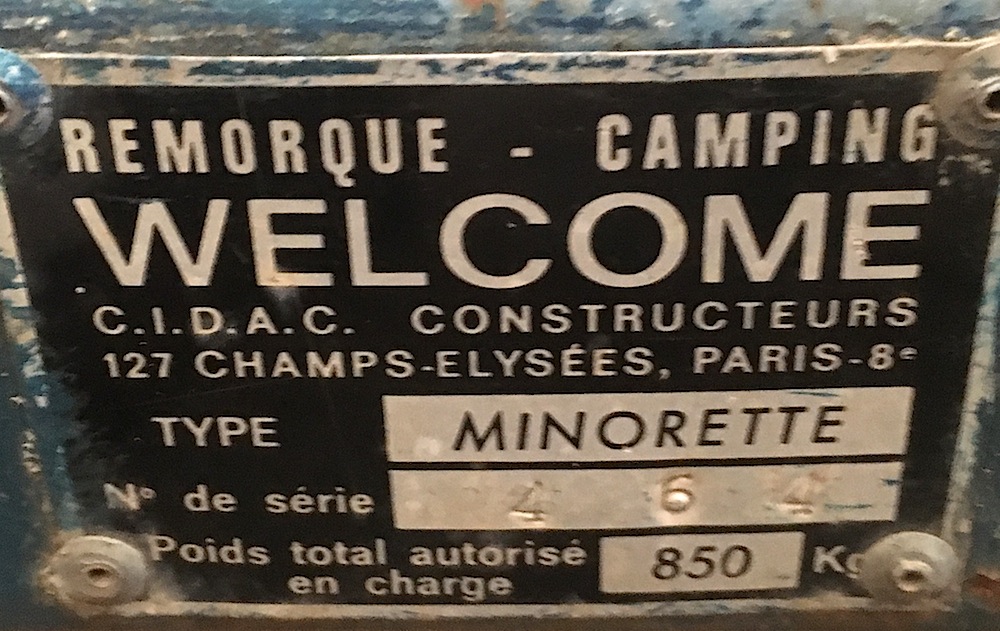 REMORQUE - CAMPING
WELCOME
C.I.D.A.C. CONSTRUCTEURS
127 CHAMPS-ELYSÉES, PARIS-8e
TYPE MINORETTE
N° de série 4 6 4
Poids total autorisé
en charge 850 Kg